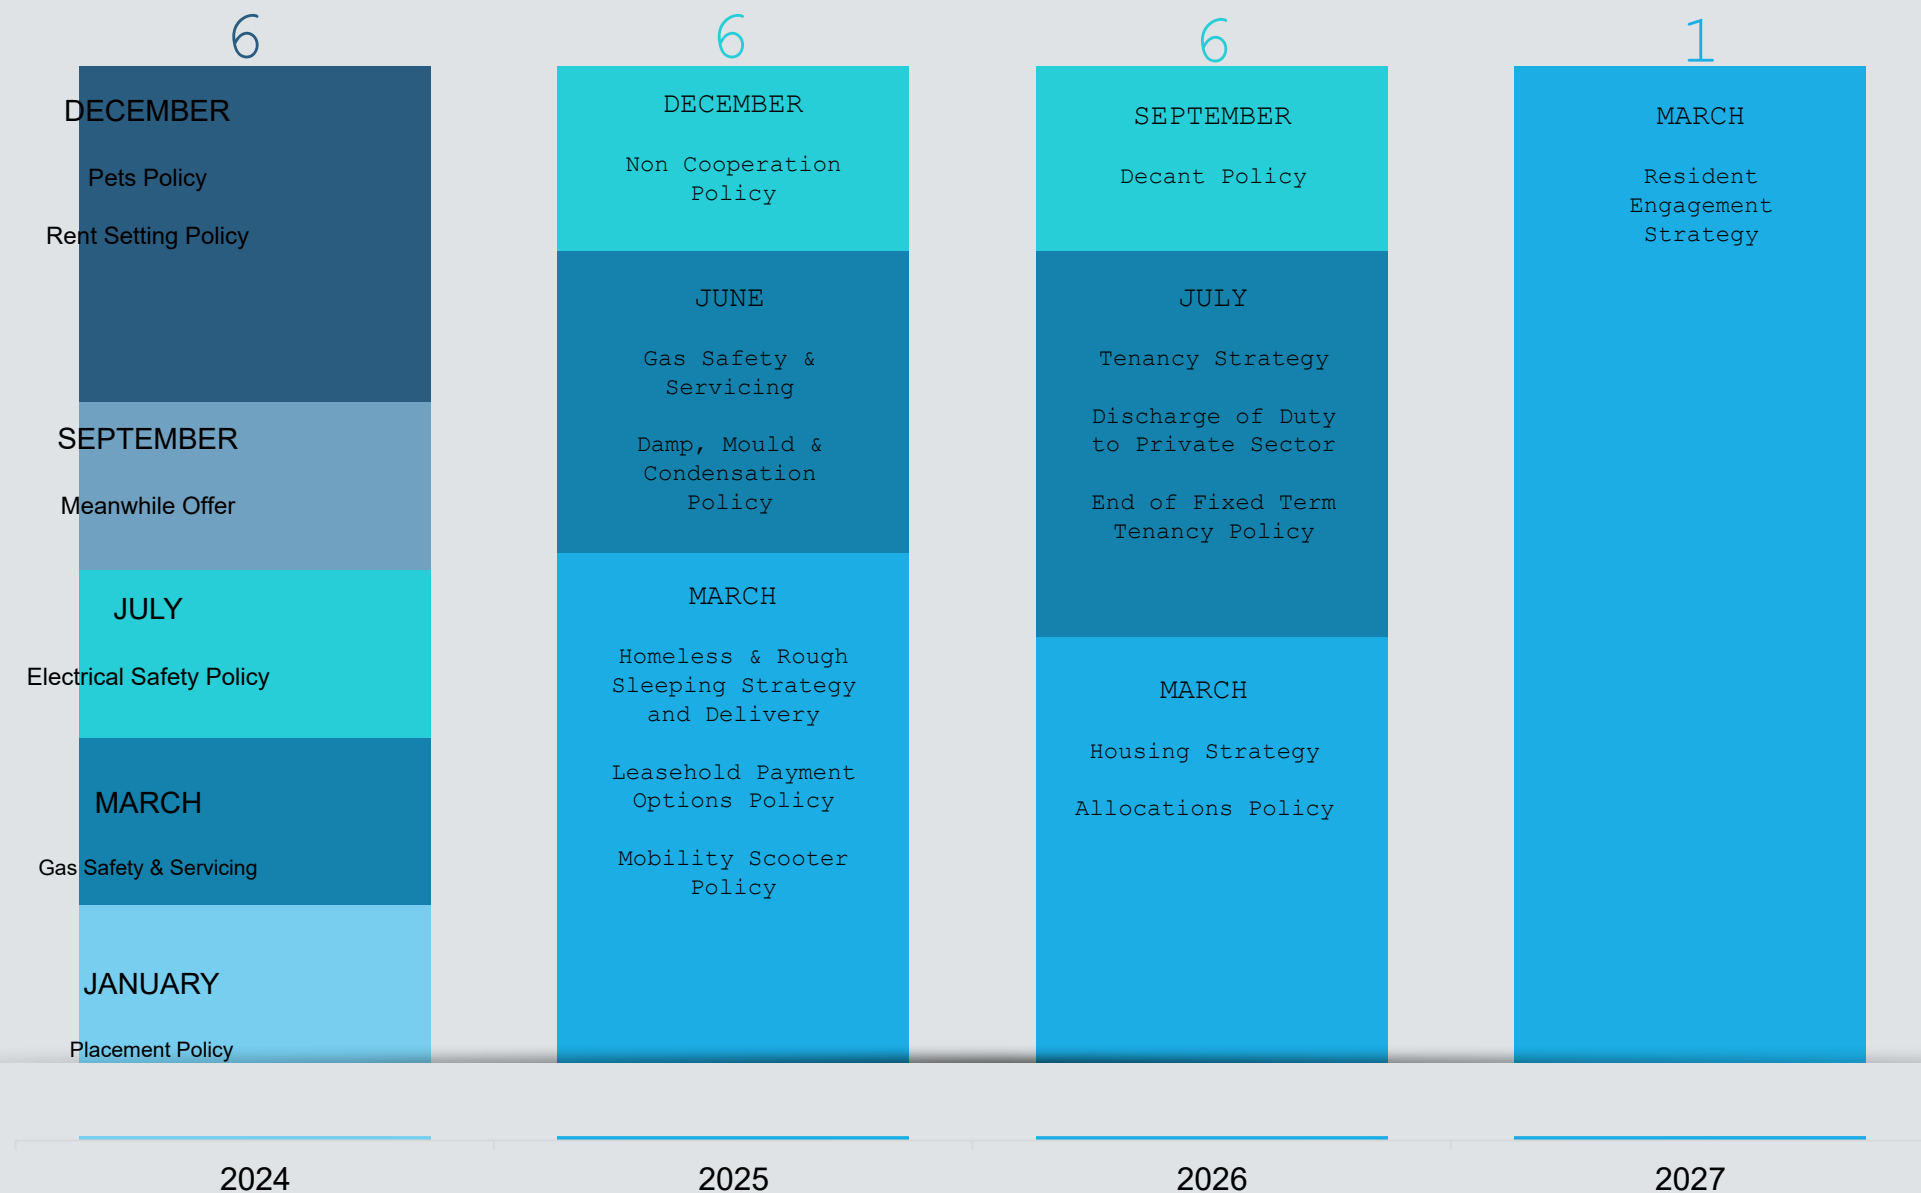 6
DECEMBER
Pets Policy
Rent Setting Policy
SEPTEMBER
Meanwhile Offer
JULY
Electrical Safety Policy
MARCH
Gas Safety & Servicing
JANUARY
Placement Policy
2024
6
DECEMBER
Non Cooperation
Policy
JUNE
Gas Safety &
Servicing
Damp, Mould &
Condensation
Policy
MARCH
Homeless & Rough
Sleeping Strategy
and Delivery
Leasehold Payment
Options Policy
Mobility Scooter
Policy
2025
6
SEPTEMBER
Decant Policy
JULY
Tenancy Strategy
Discharge of Duty
to Private Sector
End of Fixed Term
Tenancy Policy
MARCH
Housing Strategy
Allocations Policy
2026
1
MARCH
Resident
Engagement
Strategy
2027